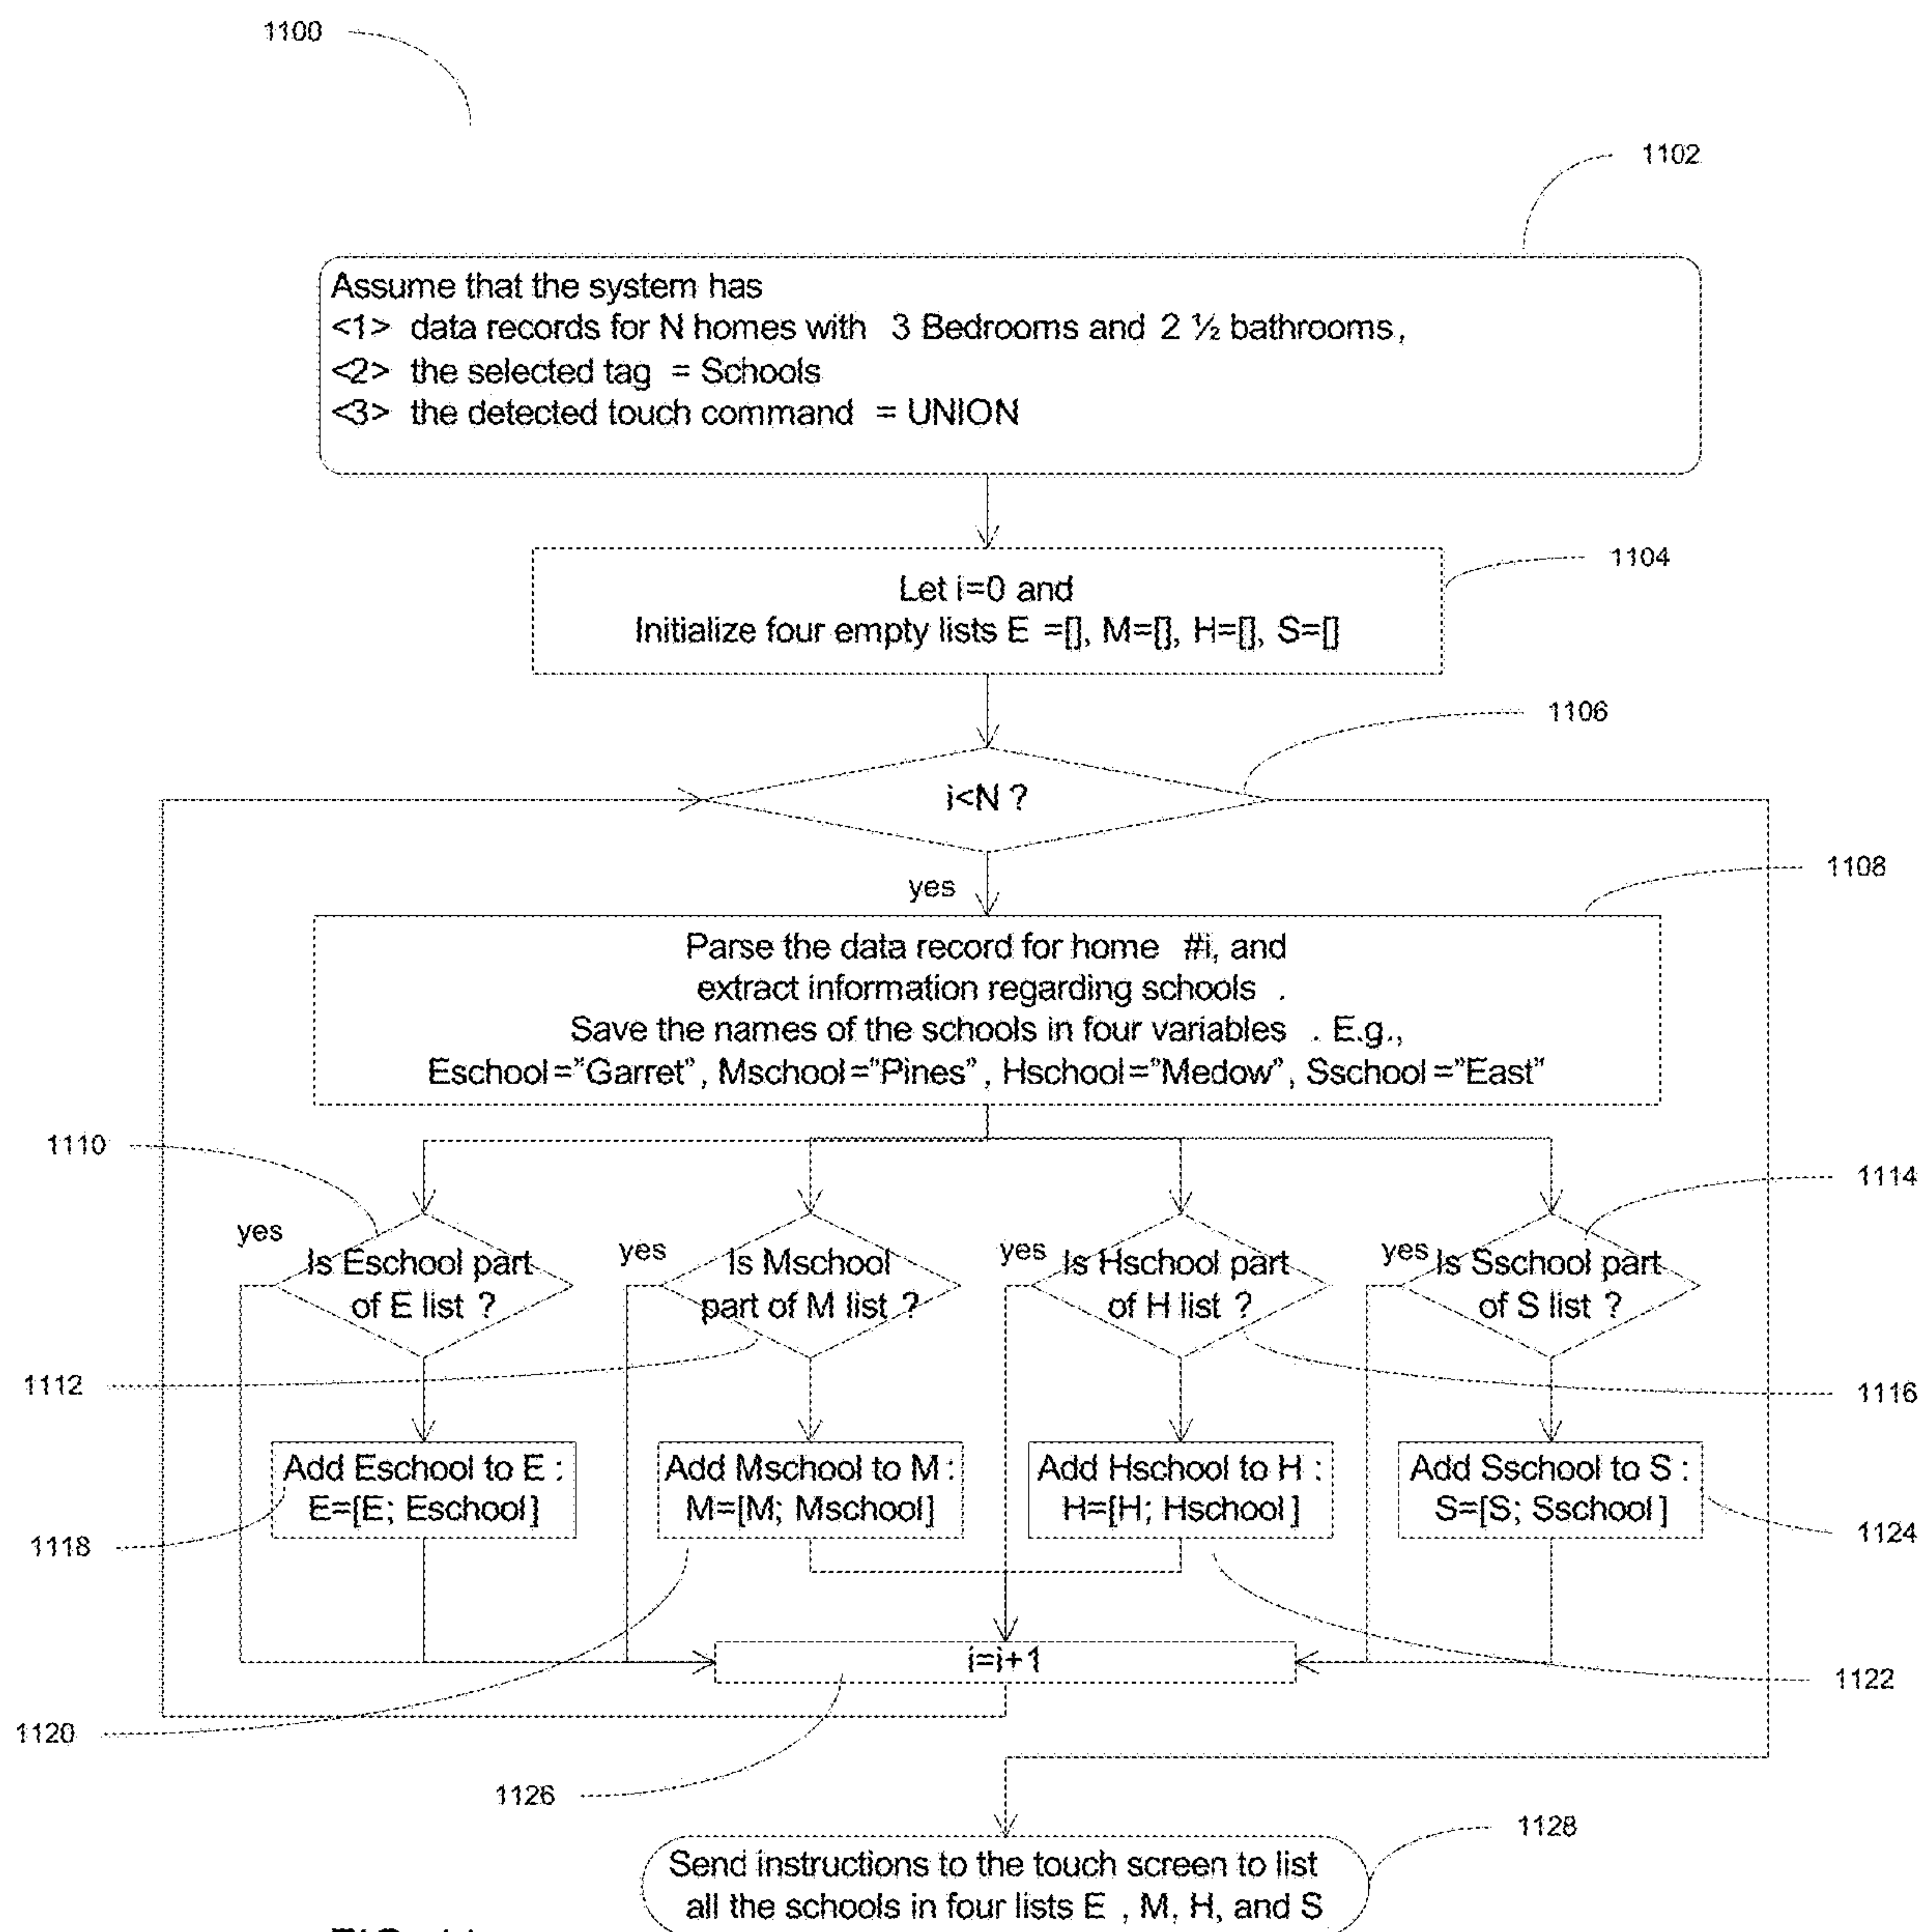 1100
1102
Assume that the system has
<1> data records for N homes with 3 Bedrooms and 2 ½ bathrooms,
<2> the selected tag = Schools
<3> the detected touch command = UNION
1104
Let i=0 and
Initialize four empty lists E =[], M=[], H=[], S=[]
1106
i<N ?
1108
yes
Parse the data record for home #i, and
extract information regarding schools .
Save the names of the schools in four variables . E.g.,
Eschool="Garret", Mschool="Pines", Hschool="Medow", Sschool="East"
1110
1114
yes
Is Eschool part
of E list ?
yes
Is Mschool
part of M list ?
yes
Is Hschool part
of H list ?
yes
Is Sschool part
of S list ?
1112
1116
Add Eschool to E :
E=[E; Eschool]
Add Mschool to M :
M=[M; Mschool]
Add Hschool to H :
H=[H; Hschool]
Add Sschool to S :
S=[S; Sschool]
1118
1124
i=i+1
1122
1120
1126
1128
Send instructions to the touch screen to list
all the schools in four lists E , M, H, and S